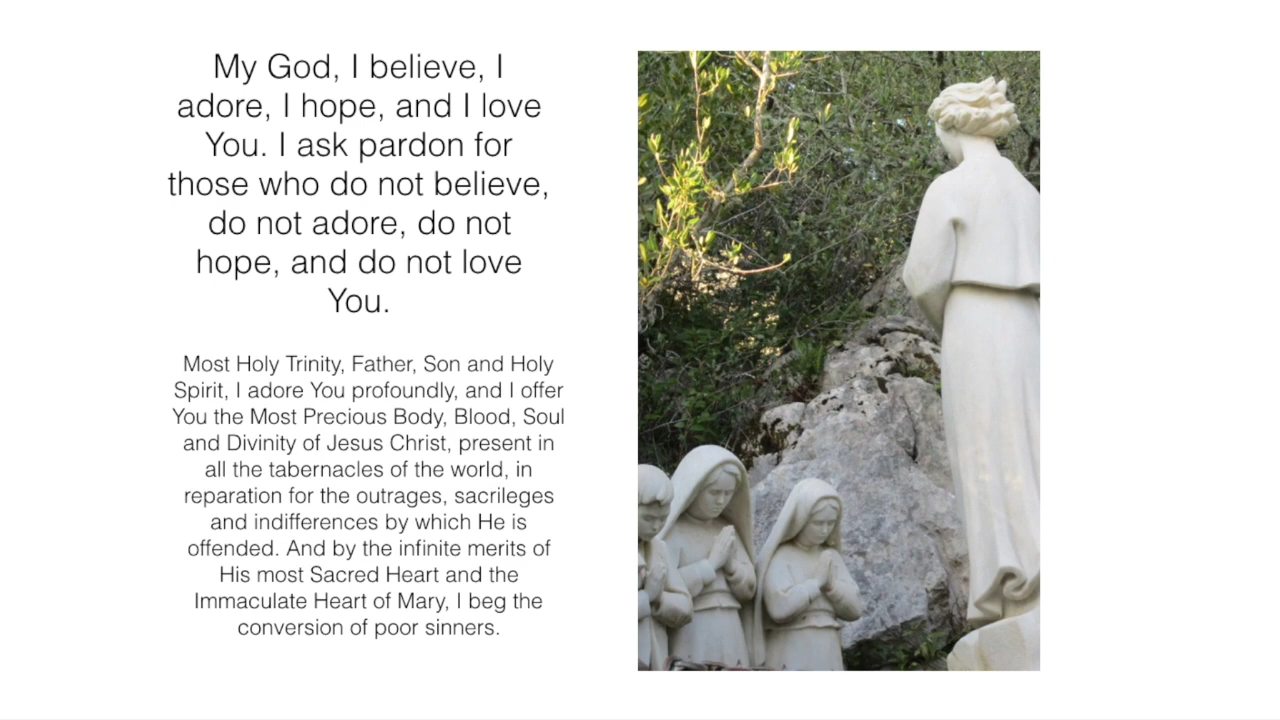 My God, I believe, I
adore, I hope, and I love
You. I ask pardon for
those who do not believe,
do not adore, do not
hope, and do not love
You.
Most Holy Trinity, Father, Son and Holy
Spirit, I adore You profoundly, and I offer
You the Most Precious Body, Blood, Soul
and Divinity of Jesus Christ, present in
all the tabernacles of the world, in
reparation for the outrages, sacrileges
and indifferences by which He is
offended. And by the infinite merits of
His most Sacred Heart and the
Immaculate Heart of Mary, I beg the
conversion of poor sinners.